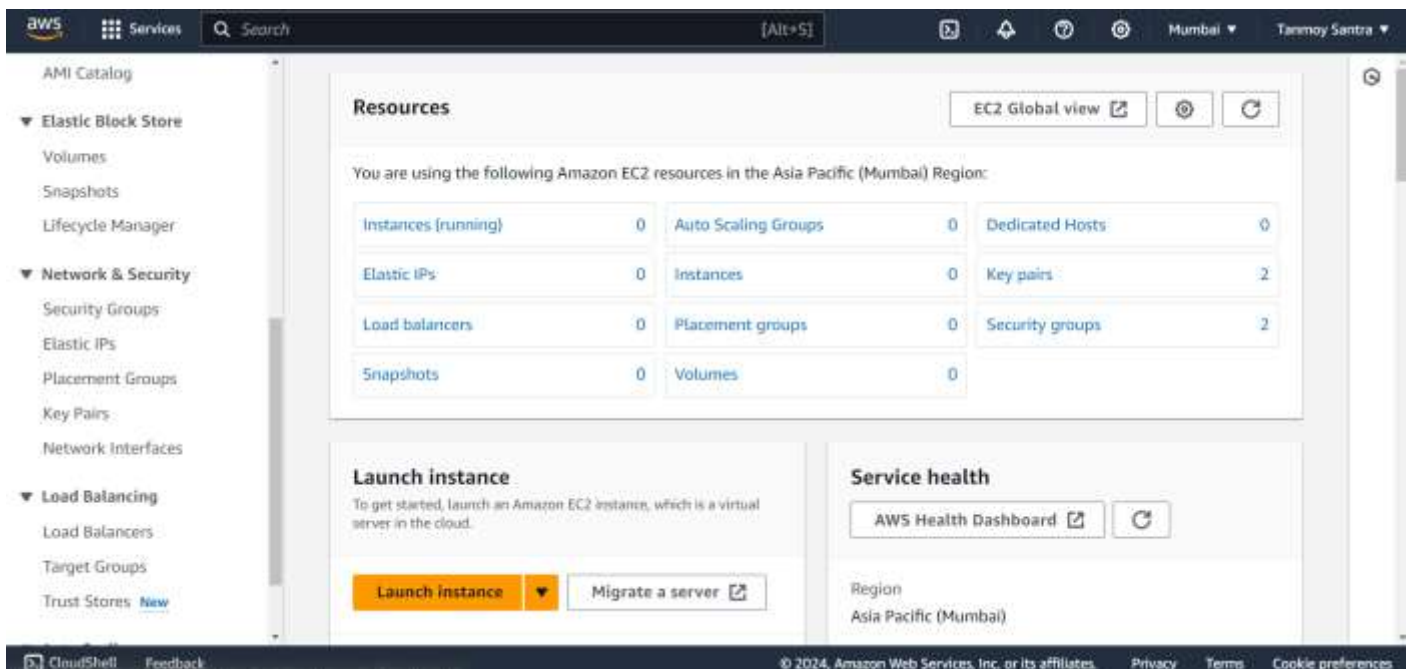 aws Services Search [Alt+S] Mumbai ▼ Tanmoy Santra ▼
AMI Catalog
▼ Elastic Block Store
Volumes
Snapshots
Lifecycle Manager
▼ Network & Security
Security Groups
Elastic IPs
Placement Groups
Key Pairs
Network Interfaces
▼ Load Balancing
Load Balancers
Target Groups
Trust Stores New
Resources
EC2 Global view
You are using the following Amazon EC2 resources in the Asia Pacific (Mumbai) Region:
Instances (running) 0 Auto Scaling Groups 0 Dedicated Hosts 0
Elastic IPs 0 Instances 0 Key pairs 2
Load balancers 0 Placement groups 0 Security groups 2
Snapshots 0 Volumes 0
Launch instance
To get started, launch an Amazon EC2 instance, which is a virtual
server in the cloud.
Launch instance ▼ Migrate a server
Service health
AWS Health Dashboard
Region
Asia Pacific (Mumbai)
CloudShell Feedback © 2024, Amazon Web Services, Inc. or its affiliates. Privacy Terms Cookie preferences